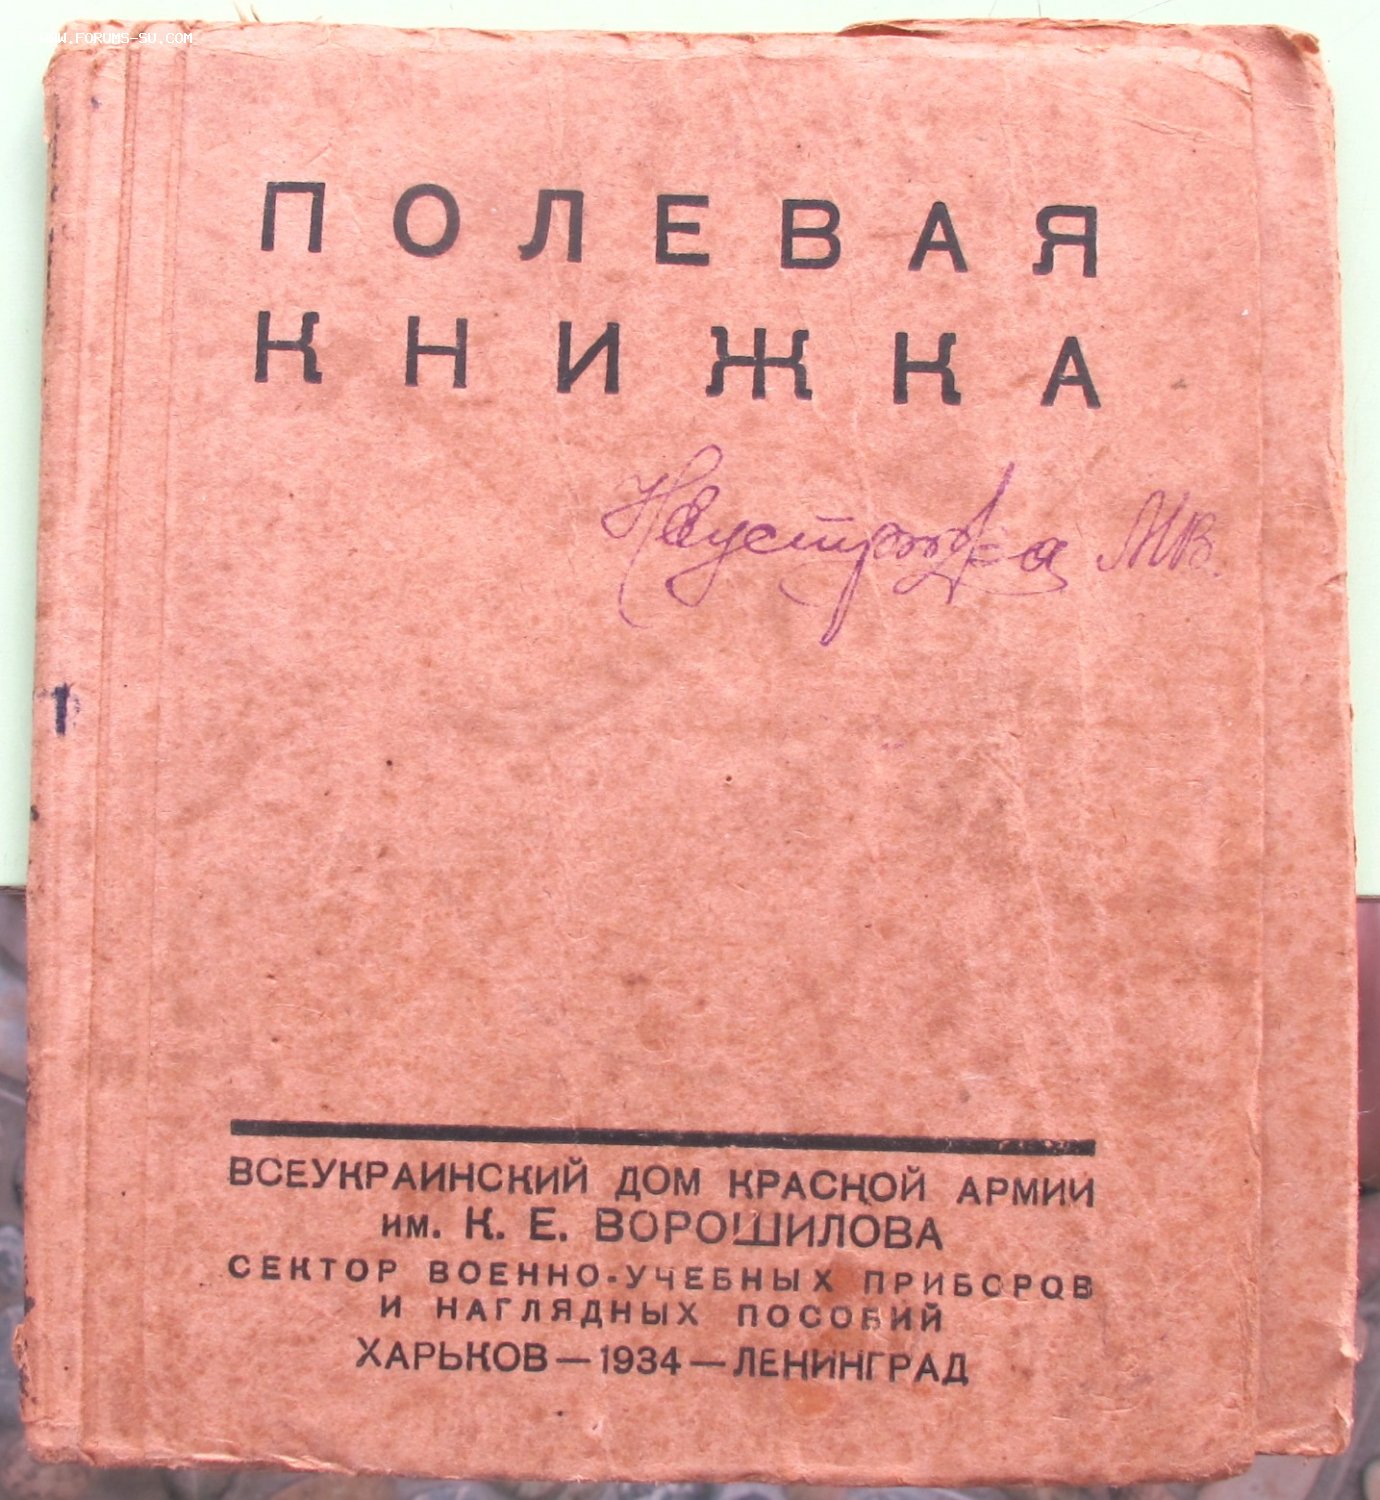 WWW.FORUMS-SU.COM
ПОЛЕВАЯ
КНИЖКА
М В.
ВСЕУКРАИНСКИЙ ДОМ КРАСНОЙ АРМИИ
им. К. Е. ВОРОШИЛОВА
СЕКТОР ВОЕННО-УЧЕБНЫХ ПРИБОРОВ
И НАГЛЯДНЫХ ПОСОБИЙ
ХАРЬКОВ — 1934 — ЛЕНИНГРАД